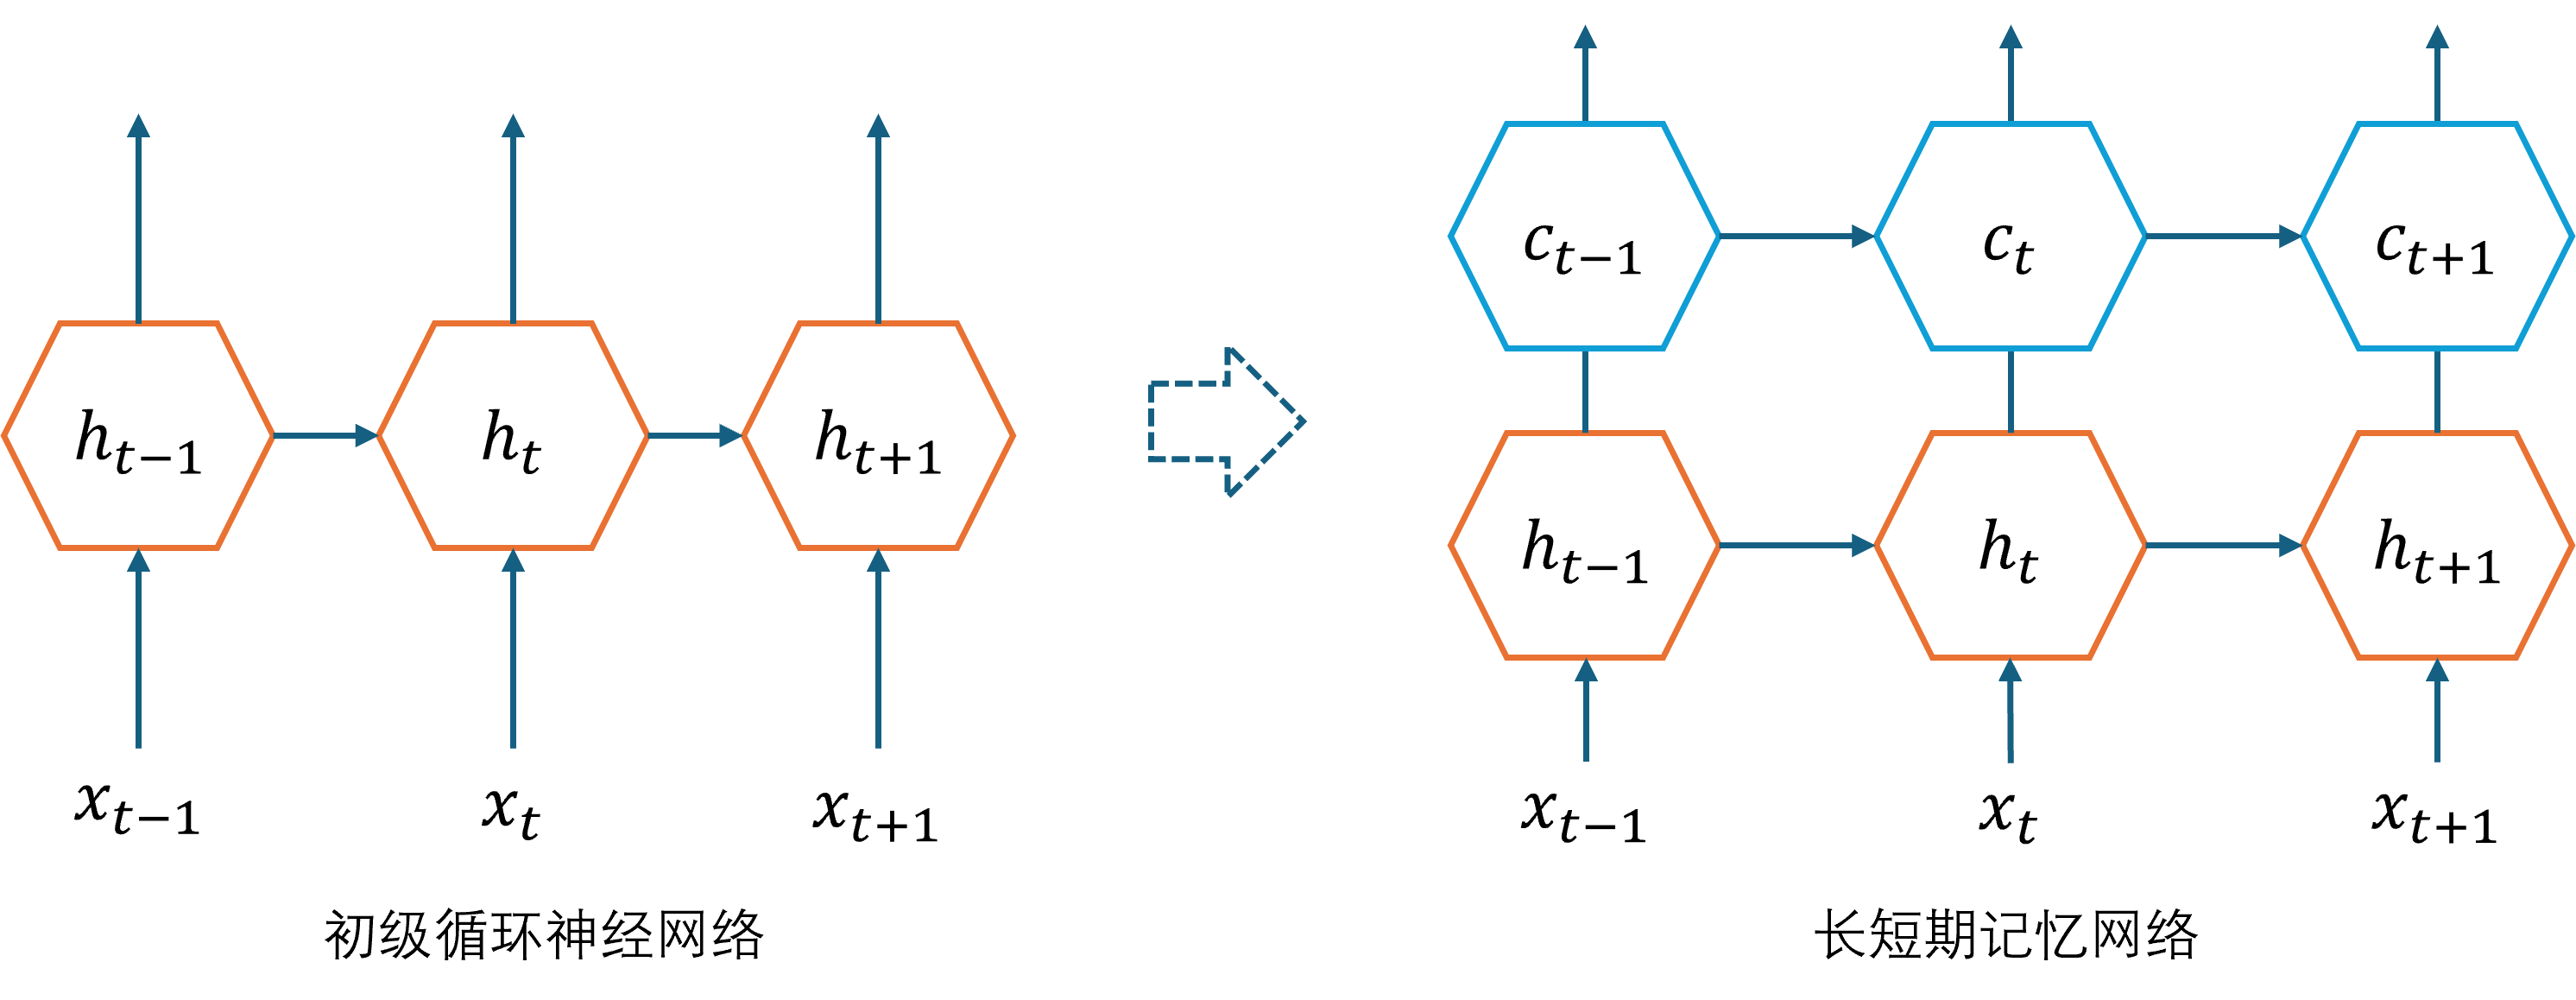 c_{t−1} c_t c_{t+1}
h_{t−1} h_t h_{t+1}
h_{t−1} h_t h_{t+1}
x_{t−1} x_t x_{t+1}
x_{t−1} x_t x_{t+1}
初级循环神经网络
长短期记忆网络